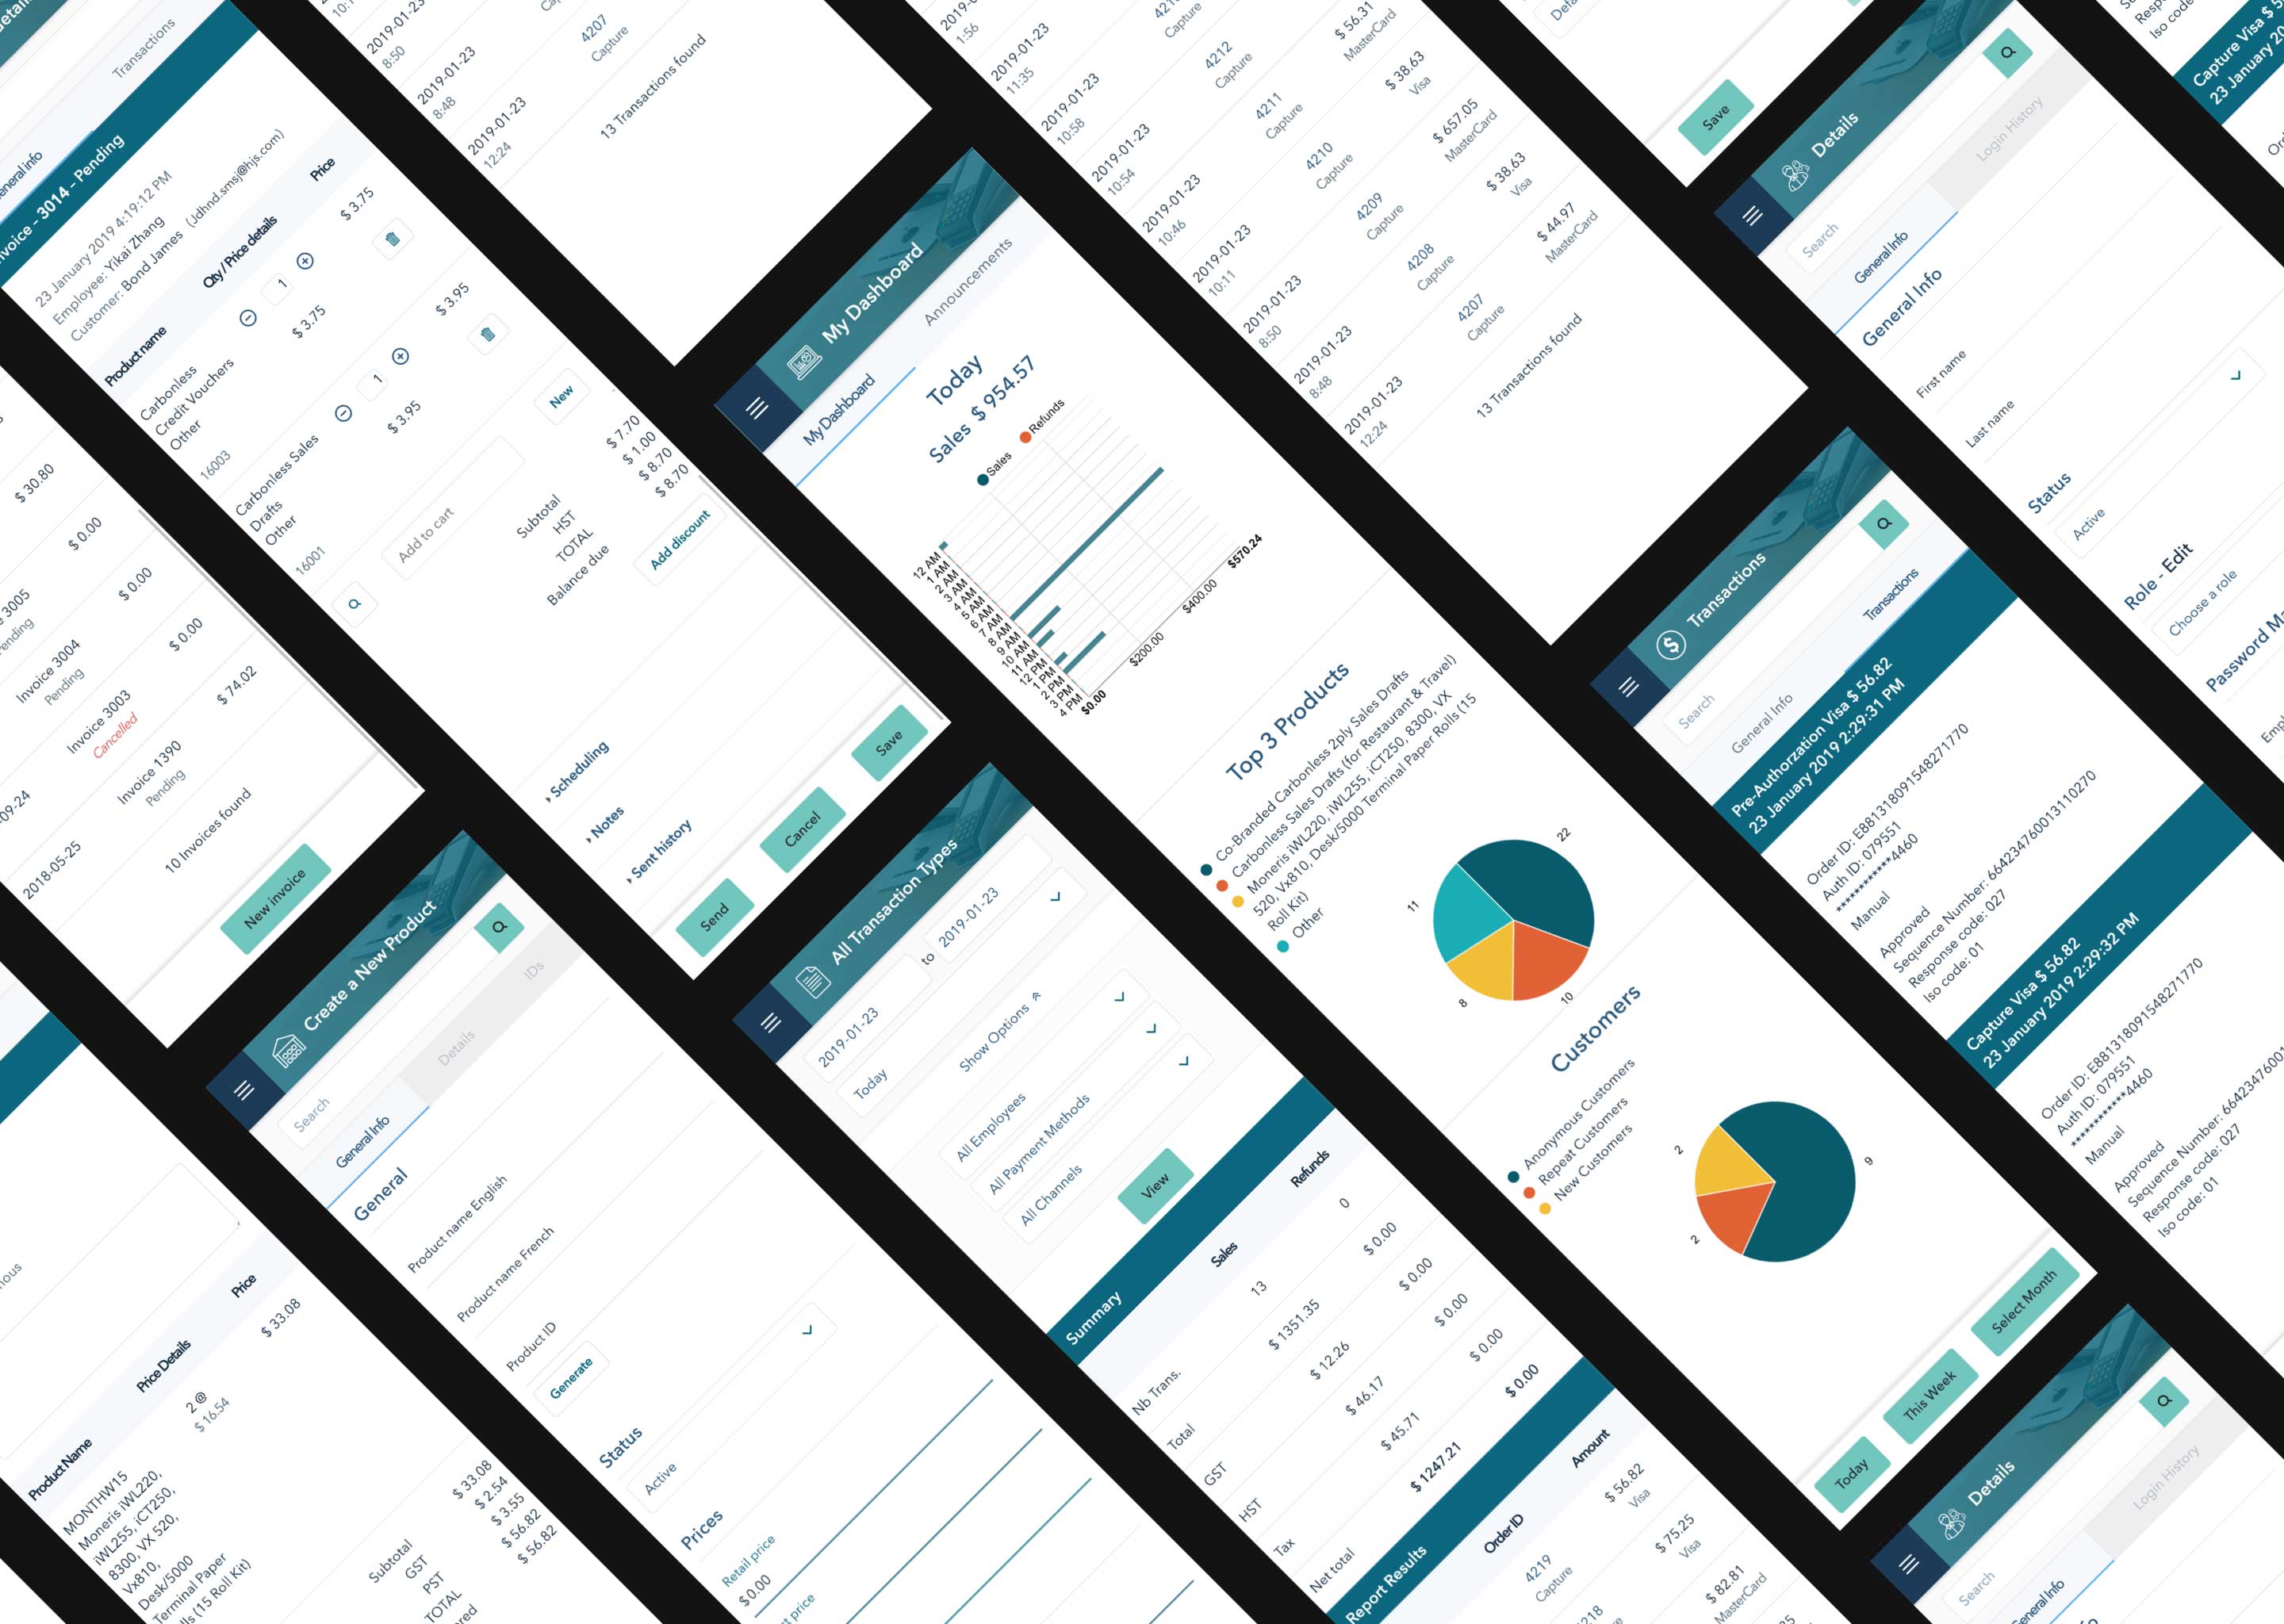 Transactions
General Info
Invoice - 3014 - Pending
23 January 2019 4:19:12 PM
Employee: Yikai Zhang
Customer: Bond James (Jdhnd.smsj@hjs.com)
Product name Qty / Price details Price
Carbonless
Credit Vouchers
Other
1
$ 3.75
$ 3.75
16003
Carbonless Sales
Drafts
Other
1
$ 3.95
$ 3.95
16001
Add to cart
New
Subtotal $ 7.70
HST $ 1.00
TOTAL $ 8.70
Balance due $ 8.70
Add discount
Scheduling
Notes
Sent history
Send
Cancel
Save
$ 30.80
$ 0.00
3005
Pending
$ 0.00
Invoice 3004
Pending
$ 0.00
Invoice 3003
Cancelled
$ 74.02
09-24
Invoice 1390
Pending
2018-05-25
10 Invoices found
New invoice
2019-01-23
8:50
4207
Capture
2019-01-23
8:48
2019-01-23
12:24
13 Transactions found
My Dashboard
My Dashboard
Announcements
Today
Sales $ 954.57
Sales
Refunds
12 AM
1 AM
2 AM
3 AM
4 AM
5 AM
6 AM
7 AM
8 AM
9 AM
10 AM
11 AM
12 PM
1 PM
2 PM
3 PM
4 PM
$0.00
$200.00
$400.00
$570.24
Top 3 Products
Co-Branded Carbonless 2ply Sales Drafts
Carbonless Sales Drafts (for Restaurant & Travel)
Moneris iWL220, iWL255, iCT250, 8300, VX
520, Vx810, Desk/5000 Terminal Paper Rolls (15
Roll Kit)
Other
22
11
8
10
Customers
Anonymous Customers
Repeat Customers
New Customers
2
9
2
Today
This Week
Select Month
Create a New Product
Search
General Info
Details
IDs
General
Product name English
Product name French
Product ID
Generate
Status
Active
Prices
Retail price
$0.00
Product Name Price Details Price
MONTHW15
Moneris iWL220,
iWL255, iCT250,
8300, VX 520,
Vx810,
Desk/5000
Terminal Paper
(15 Roll Kit)
2 @
$ 16.54
$ 33.08
Subtotal $ 33.08
GST $ 2.54
PST $ 3.55
TOTAL $ 56.82
$ 56.82
All Transaction Types
2019-01-23 to 2019-01-23
Today
Show Options
All Employees
All Payment Methods
All Channels
View
Summary
Sales Refunds
Nb Trans. 13 0
Total $ 1351.35 $ 0.00
GST $ 12.26 $ 0.00
HST $ 46.17 $ 0.00
Tax $ 45.71 $ 0.00
Net total $ 1247.21 $ 0.00
Report Results
Order ID Amount
4219
Capture
$ 56.82
Visa
$ 75.25
Visa
$ 82.81
MasterCard
1:56
2019-01-23
11:35
4212
Capture
$ 56.31
MasterCard
2019-01-23
10:58
4211
Capture
$ 38.63
Visa
2019-01-23
10:54
4210
Capture
$ 657.05
MasterCard
2019-01-23
10:46
4209
Capture
$ 38.63
Visa
2019-01-23
10:11
4208
Capture
$ 44.97
MasterCard
2019-01-23
8:50
4207
Capture
2019-01-23
8:48
2019-01-23
12:24
13 Transactions found
Save
Details
Search
General Info
Login History
General Info
First name
Last name
Status
Active
Role - Edit
Choose a role
Password
Transactions
Search
General Info
Transactions
Pre-Authorzation Visa $ 56.82
23 January 2019 2:29:31 PM
Order ID: E8813180915482717​70
Auth ID: 079551
**********4460
Manual
Approved
Sequence Number: 664234760013110270
Response code: 027
Iso code: 01
Capture Visa $ 56.82
23 January 2019 2:29:32 PM
Order ID: E881318091548271770
Auth ID: 079551
************4460
Manual
Approved
Sequence Number:
Response code: 027
Iso code: 01
Capture Visa $
23 January
Details
Search
General Info
Login History